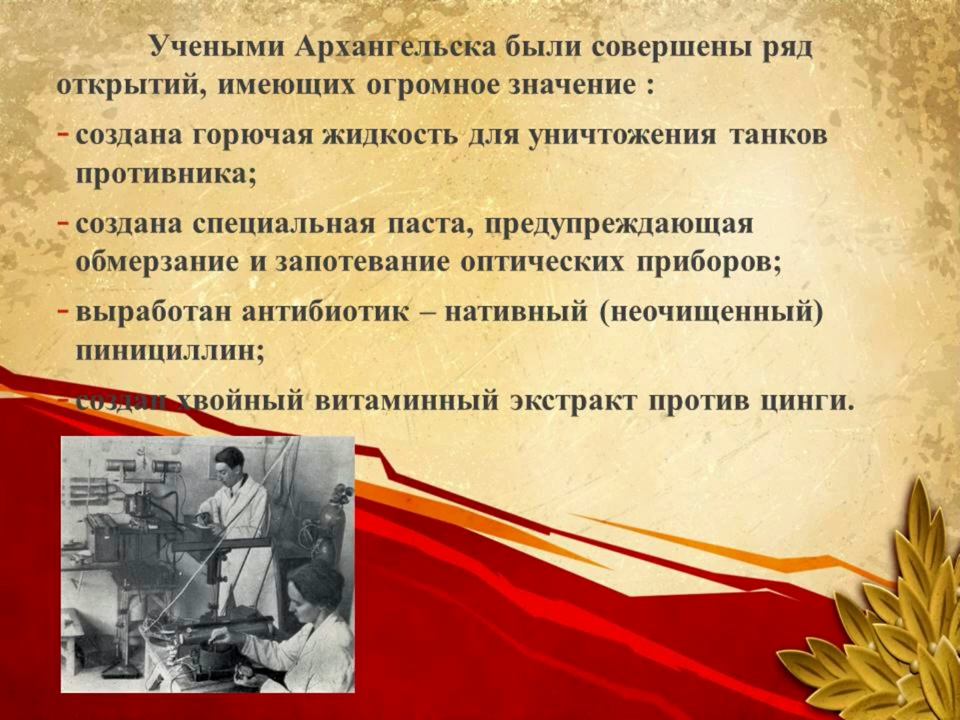 Учеными Архангельска были совершены ряд
открытий, имеющих огромное значение :
- создана горючая жидкость для уничтожения танков
противника;
- создана специальная паста, предупреждающая
обмерзание и запотевание оптических приборов;
- выработан антибиотик – нативный (неочищенный)
пинициллин;
- создан хвойный витаминный экстракт против цинги.